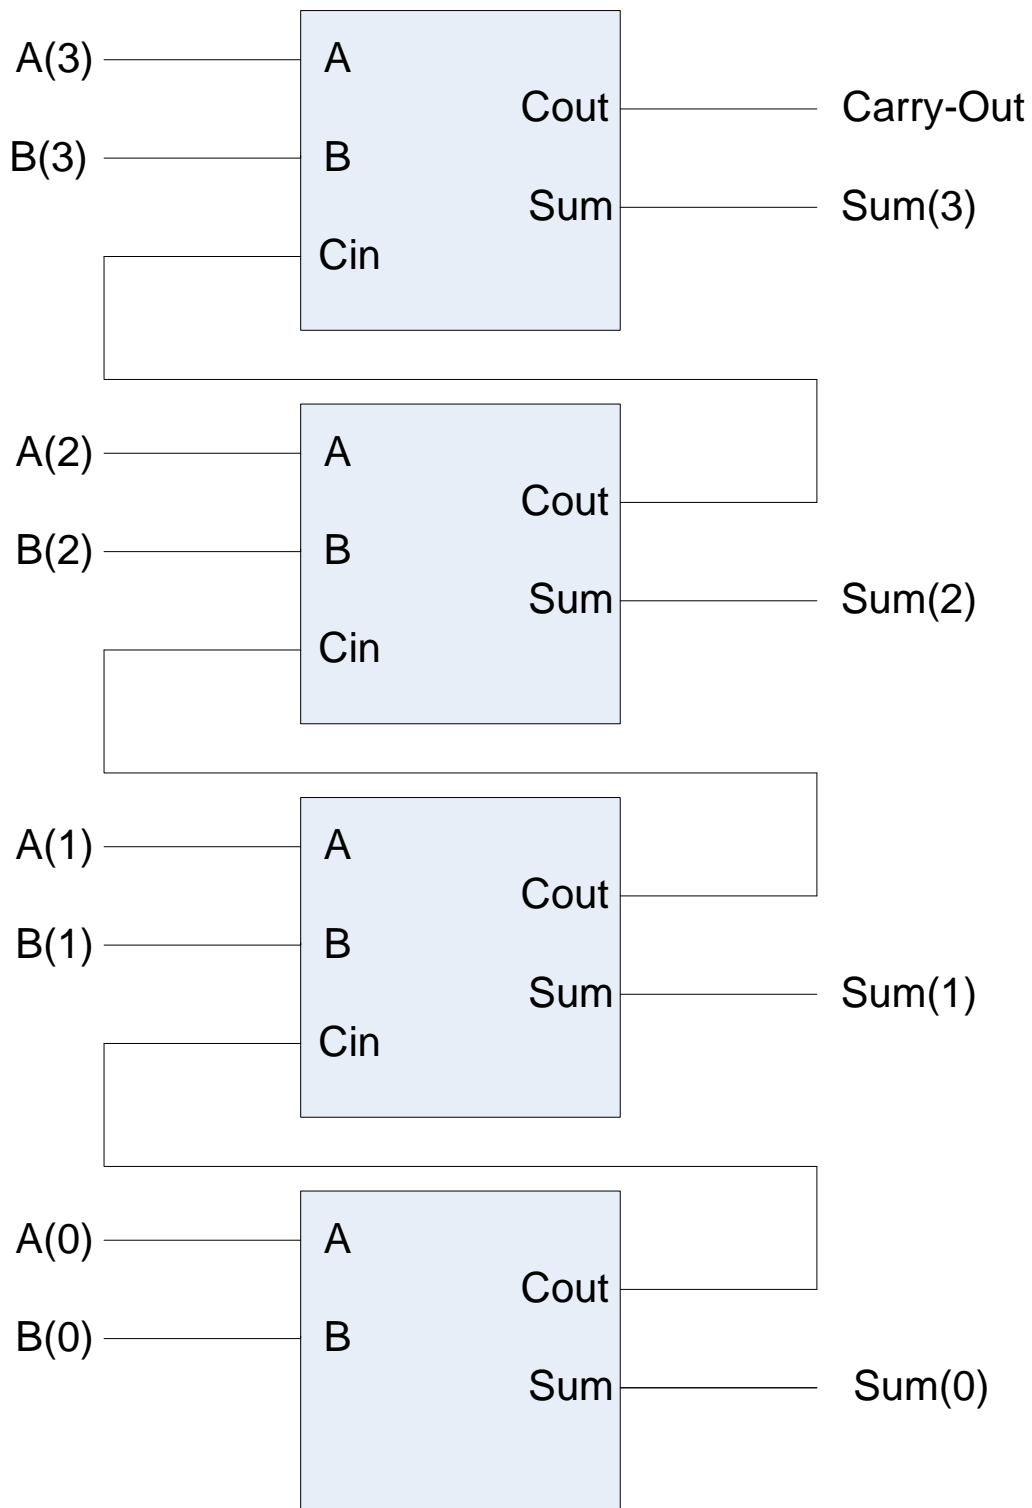 A(3)
A
Cout
Carry-Out
B(3)
B
Sum
Sum(3)
Cin
A(2)
A
Cout
B(2)
B
Sum
Sum(2)
Cin
A(1)
A
Cout
B(1)
B
Sum
Sum(1)
Cin
A(0)
A
Cout
B(0)
B
Sum
Sum(0)